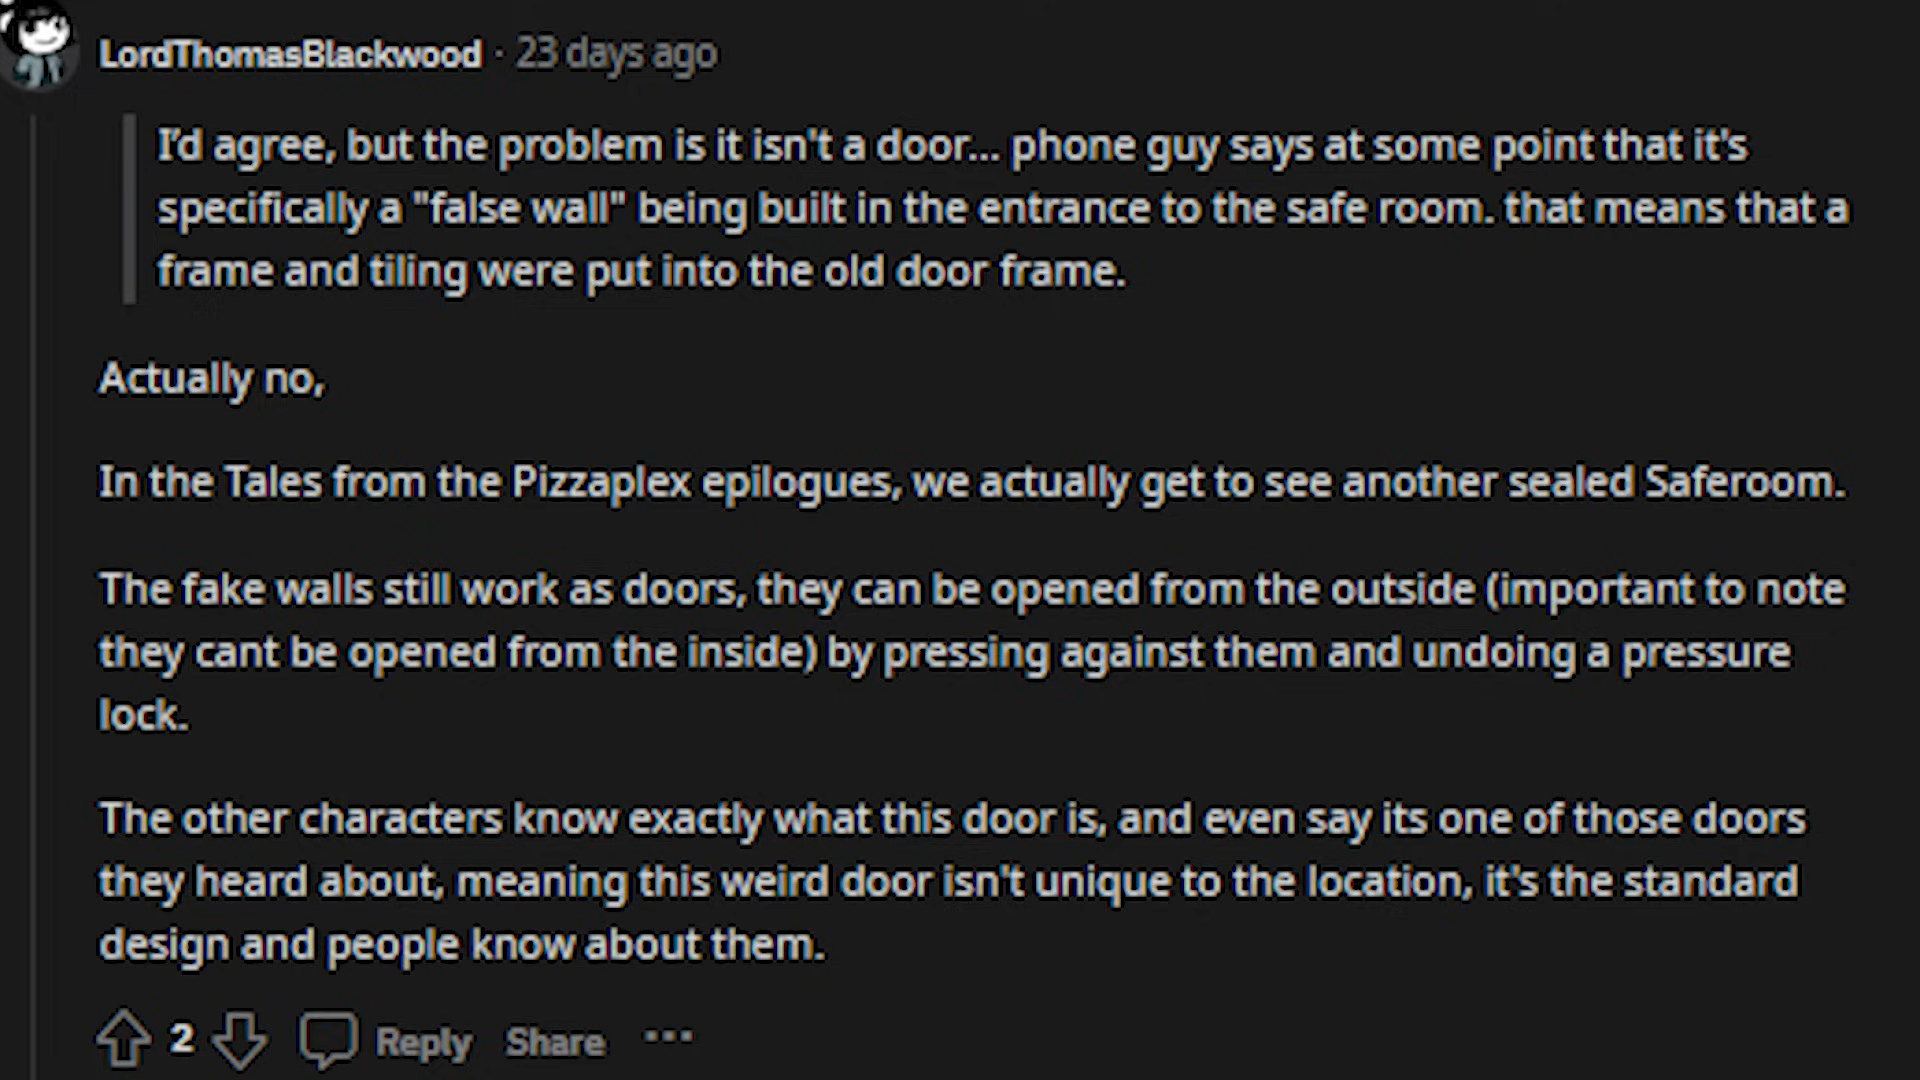 LordThomasBlackwood · 23 days ago
I'd agree, but the problem is it isn't a door... phone guy says at some point that it's
specifically a "false wall" being built in the entrance to the safe room. that means that a
frame and tiling were put into the old door frame.
Actually no,
In the Tales from the Pizzaplex epilogues, we actually get to see another sealed Saferoom.
The fake walls still work as doors, they can be opened from the outside (important to note
they cant be opened from the inside) by pressing against them and undoing a pressure
lock.
The other characters know exactly what this door is, and even say its one of those doors
they heard about, meaning this weird door isn't unique to the location, it's the standard
design and people know about them.
2 Reply Share ...